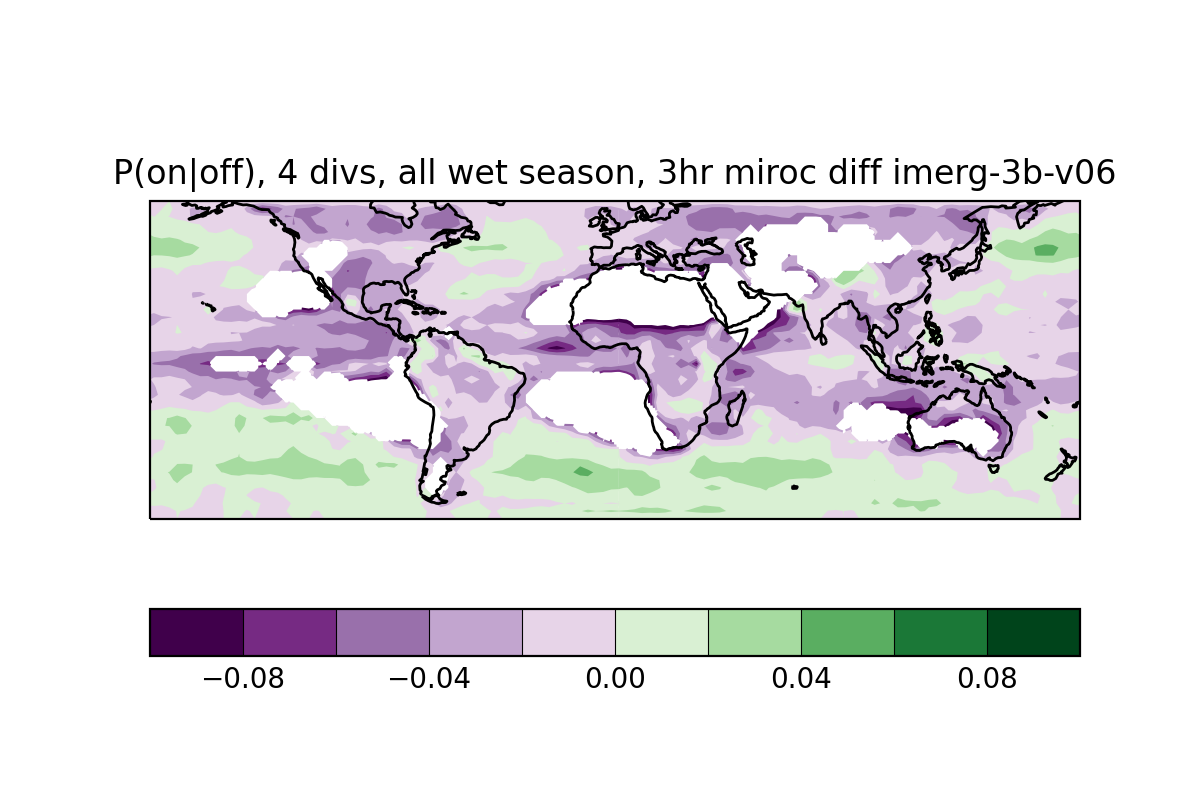 P(on|off), 4 divs, all wet season, 3hr miroc diff imerg-3b-v06
−0.08 −0.04 0.00 0.04 0.08